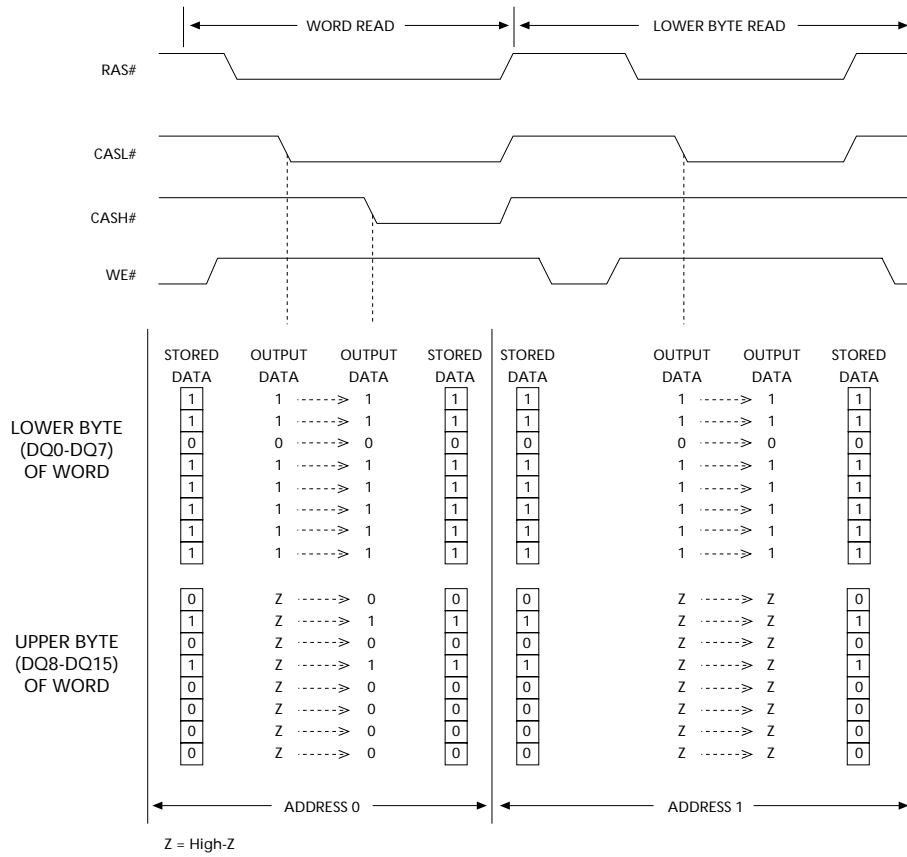 WORD READ LOWER BYTE READ
RAS#
CASL#
CASH#
WE#
STORED OUTPUT OUTPUT STORED STORED OUTPUT OUTPUT STORED
DATA DATA DATA DATA DATA DATA DATA DATA
LOWER BYTE
(DQ0-DQ7)
OF WORD
1 1 1 1 1 1 1 1
1 1 1 1 1 1 1 1
0 0 0 0 0 0 0 0
1 1 1 1 1 1 1 1
1 1 1 1 1 1 1 1
1 1 1 1 1 1 1 1
1 1 1 1 1 1 1 1
1 1 1 1 1 1 1 1
UPPER BYTE
(DQ8-DQ15)
OF WORD
0 Z 0 0 0 Z Z 0
1 Z 1 1 1 Z Z 1
0 Z 0 0 0 Z Z 0
1 Z 1 1 1 Z Z 1
0 Z 0 0 0 Z Z 0
0 Z 0 0 0 Z Z 0
0 Z 0 0 0 Z Z 0
0 Z 0 0 0 Z Z 0
ADDRESS 0 ADDRESS 1
Z = High-Z